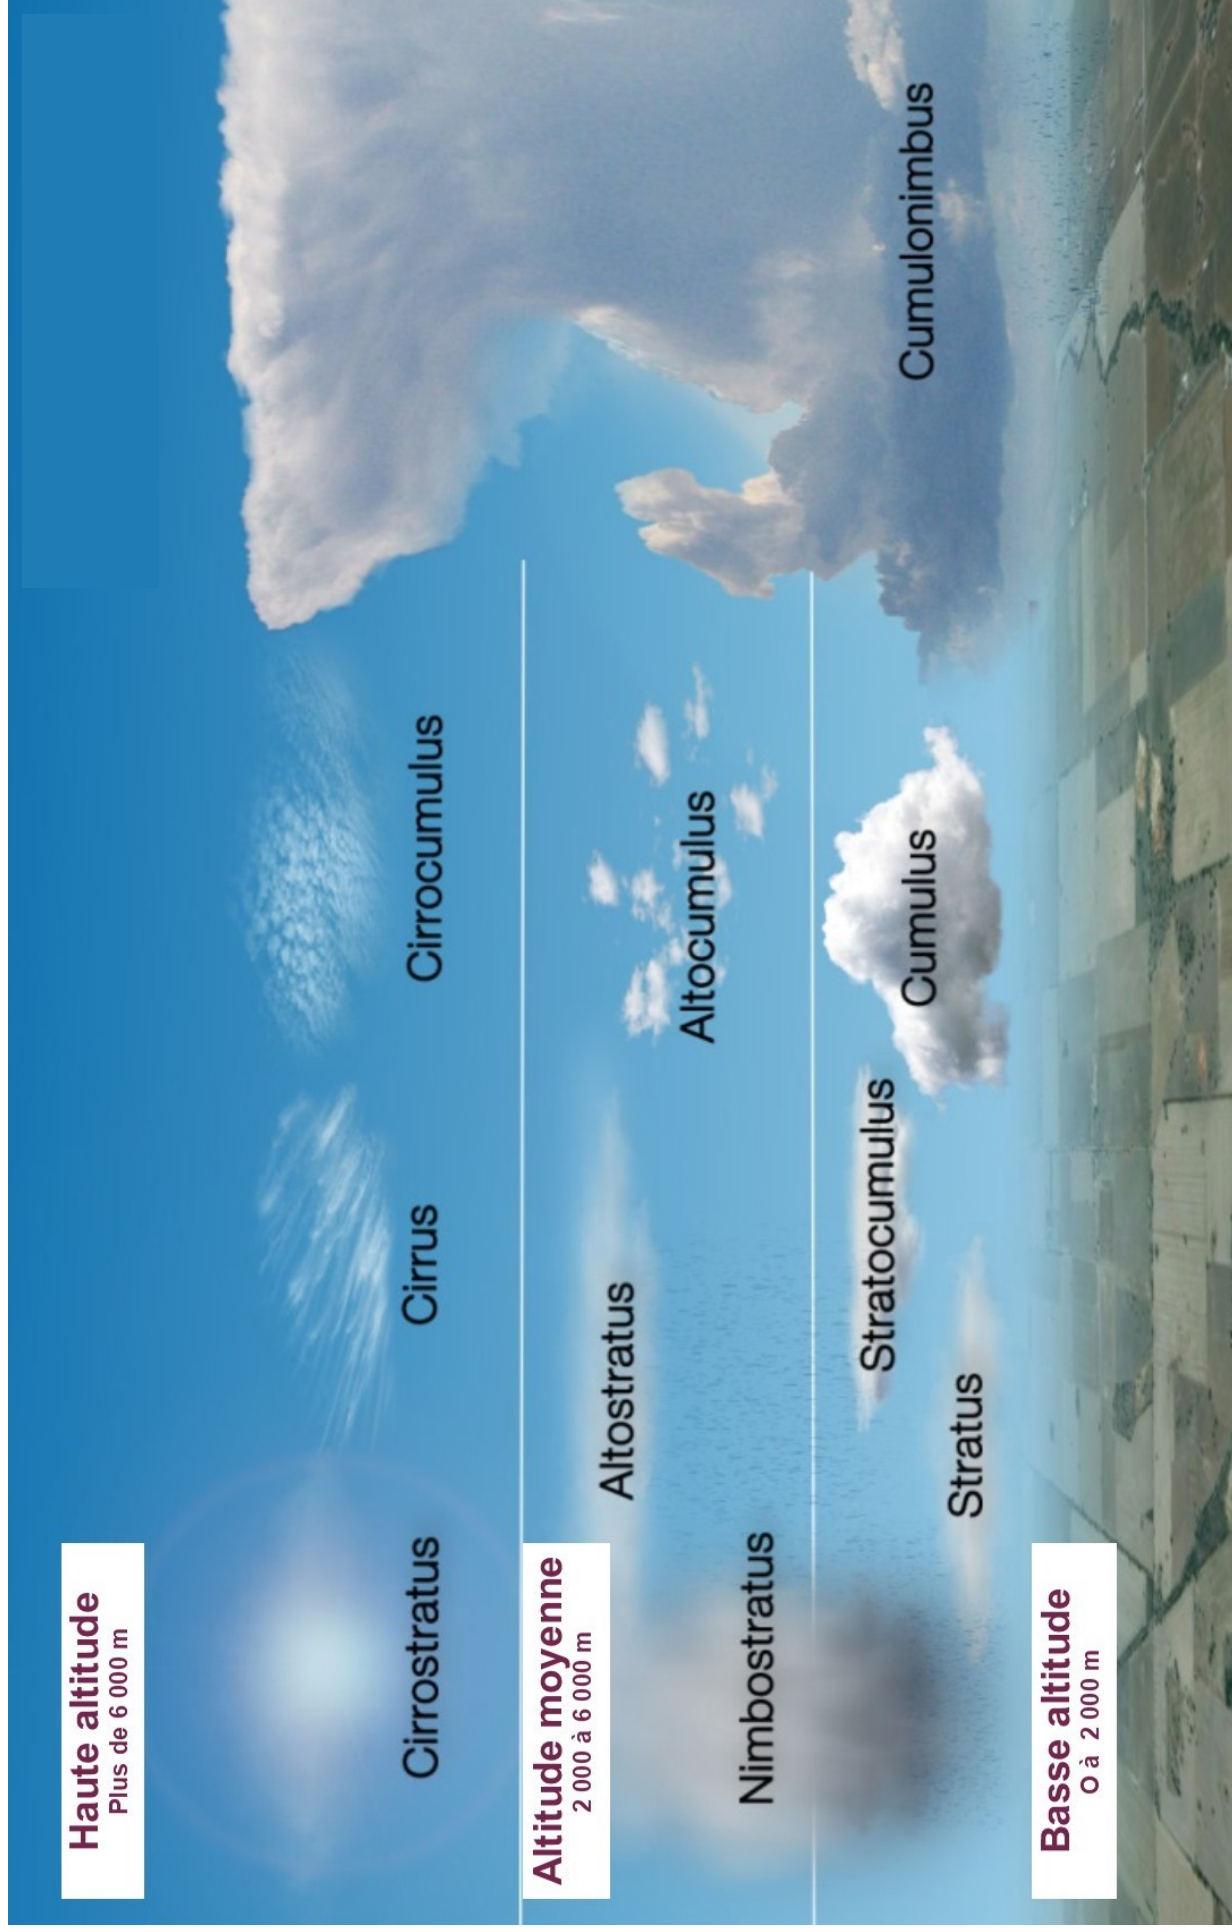 Haute altitude
Plus de 6 000 m
Cirrostratus
Cirrus
Cirrocumulus
Altitude moyenne
2 000 à 6 000 m
Altostratus
Altocumulus
Nimbostratus
Stratocumulus
Cumulus
Cumulonimbus
Stratus
Basse altitude
O à 2 000 m